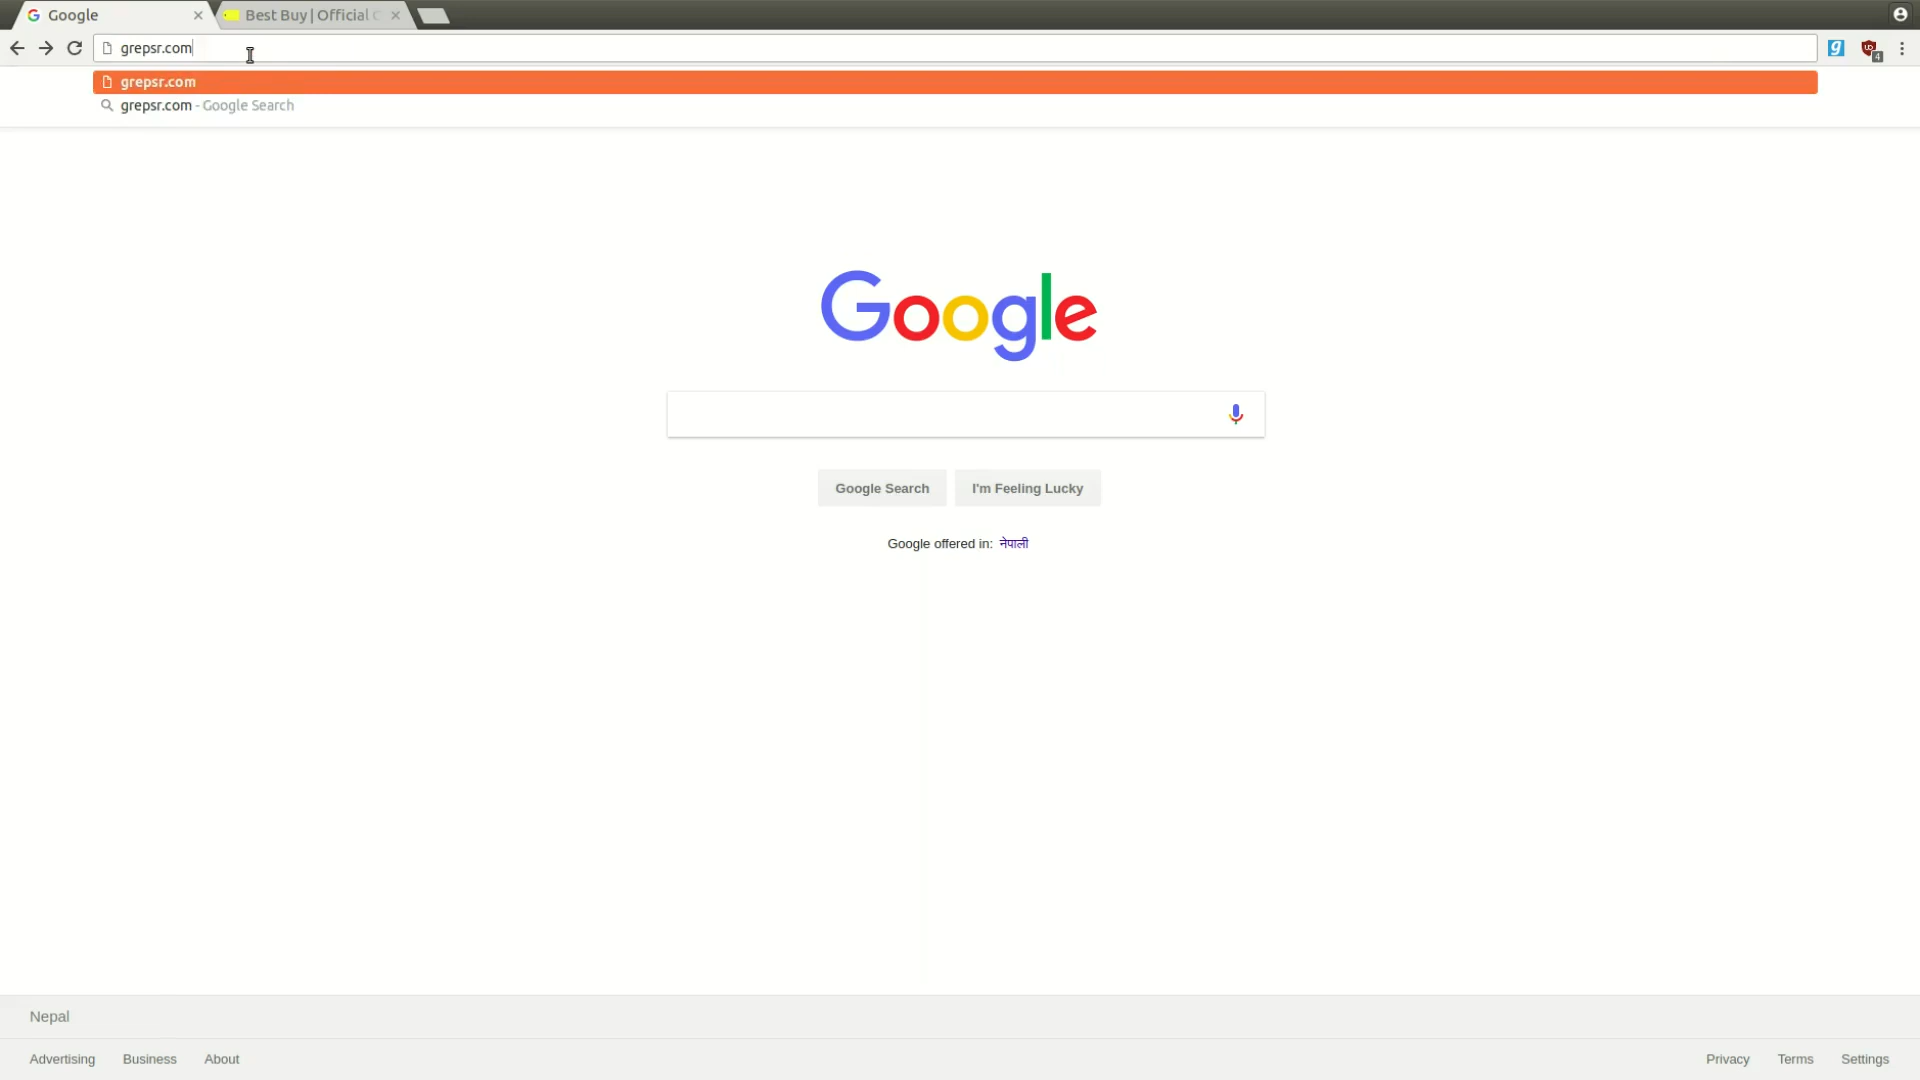 Google
Best Buy | Official
grepsr.com
g
4
grepsr.com
grepsr.com - Google Search
Google
Google Search
I'm Feeling Lucky
Google offered in: नेपाली
Nepal
Advertising Business About
Privacy Terms Settings